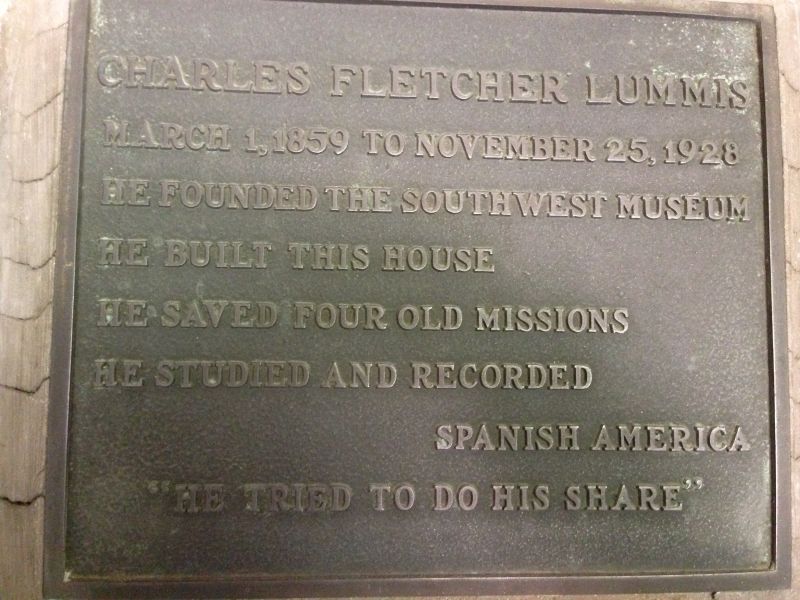 CHARLES FLETCHER LUMMIS
MARCH 1, 1859 TO NOVEMBER 25, 1928
HE FOUNDED THE SOUTHWEST MUSEUM
HE BUILT THIS HOUSE
HE SAVED FOUR OLD MISSIONS
HE STUDIED AND RECORDED
SPANISH AMERICA
"HE TRIED TO DO HIS SHARE"